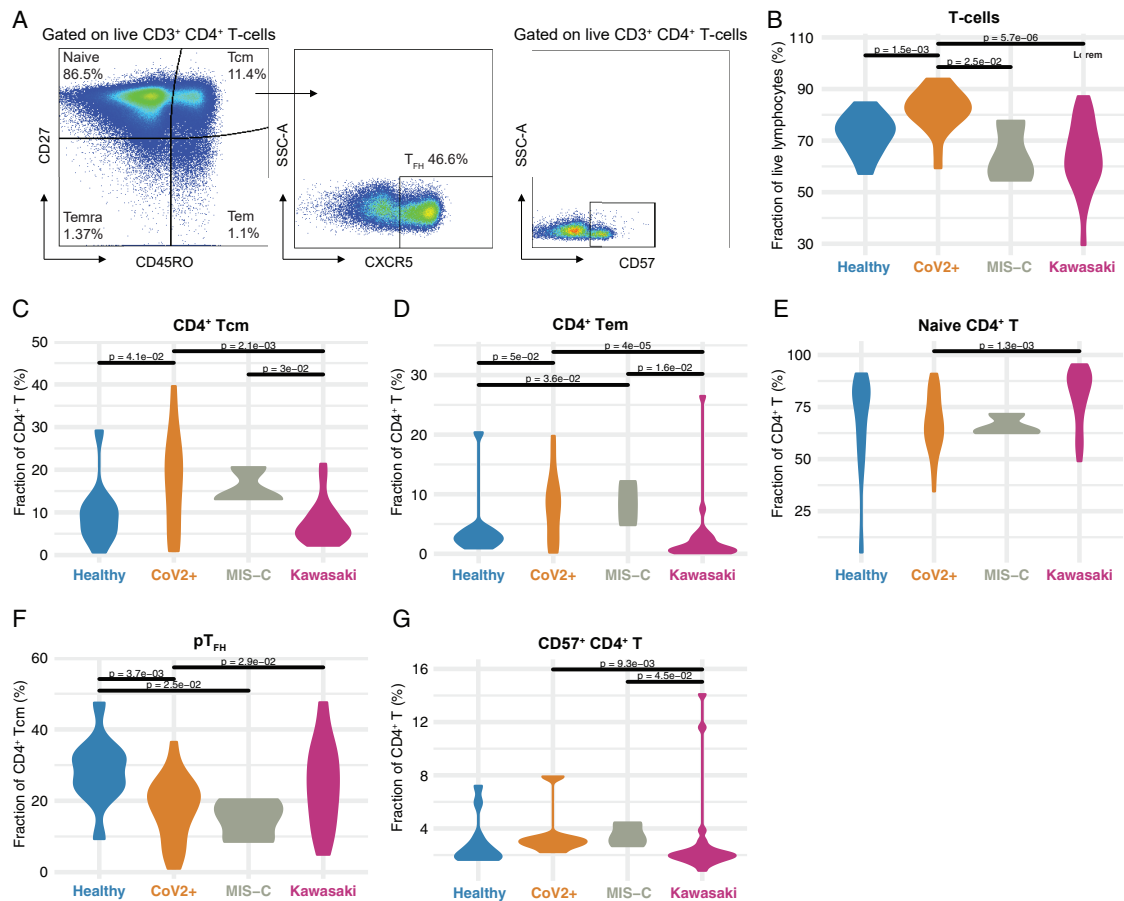 A
Gated on live CD3⁺ CD4⁺ T-cells
Naive
86.5%
Tcm
11.4%
Temra
1.37%
Tem
1.1%
CD27
CD45RO
SSC-A
T_FH 46.6%
CXCR5
Gated on live CD3⁺ CD4⁺ T-cells
SSC-A
CD57
B
T-cells
Fraction of live lymphocytes (%)
110
90
70
50
30
p = 5.7e−06
p = 1.5e−03
Lorem
p = 2.5e−02
Healthy CoV2+ MIS−C Kawasaki
C
CD4⁺ Tcm
Fraction of CD4⁺ T (%)
50
40
30
20
10
0
p = 2.1e−03
p = 4.1e−02
p = 3e−02
Healthy CoV2+ MIS−C Kawasaki
D
CD4⁺ Tem
Fraction of CD4⁺ T (%)
30
20
10
0
p = 4e−05
p = 5e−02
p = 1.6e−02
p = 3.6e−02
Healthy CoV2+ MIS−C Kawasaki
E
Naive CD4⁺ T
Fraction of CD4⁺ T (%)
100
75
50
25
p = 1.3e−03
Healthy CoV2+ MIS−C Kawasaki
F
pT_FH
Fraction of CD4⁺ Tcm (%)
60
40
20
0
p = 2.9e−02
p = 3.7e−03
p = 2.5e−02
Healthy CoV2+ MIS−C Kawasaki
G
CD57⁺ CD4⁺ T
Fraction of CD4⁺ T (%)
16
12
8
4
p = 9.3e−03
p = 4.5e−02
Healthy CoV2+ MIS−C Kawasaki